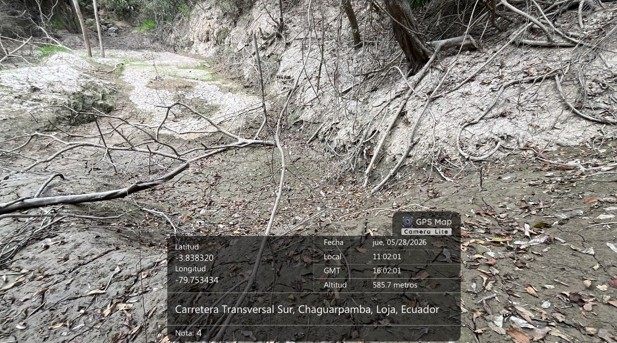 GPS Map
Camera Lite
Latitud
-3.838320
Longitud
-79.753434
Fecha jue, 05/28/2026
Local 11:02:01
GMT 16:02:01
Altitud 585.7 metros
Carretera Transversal Sur, Chaguarpamba, Loja, Ecuador
Nota: 4